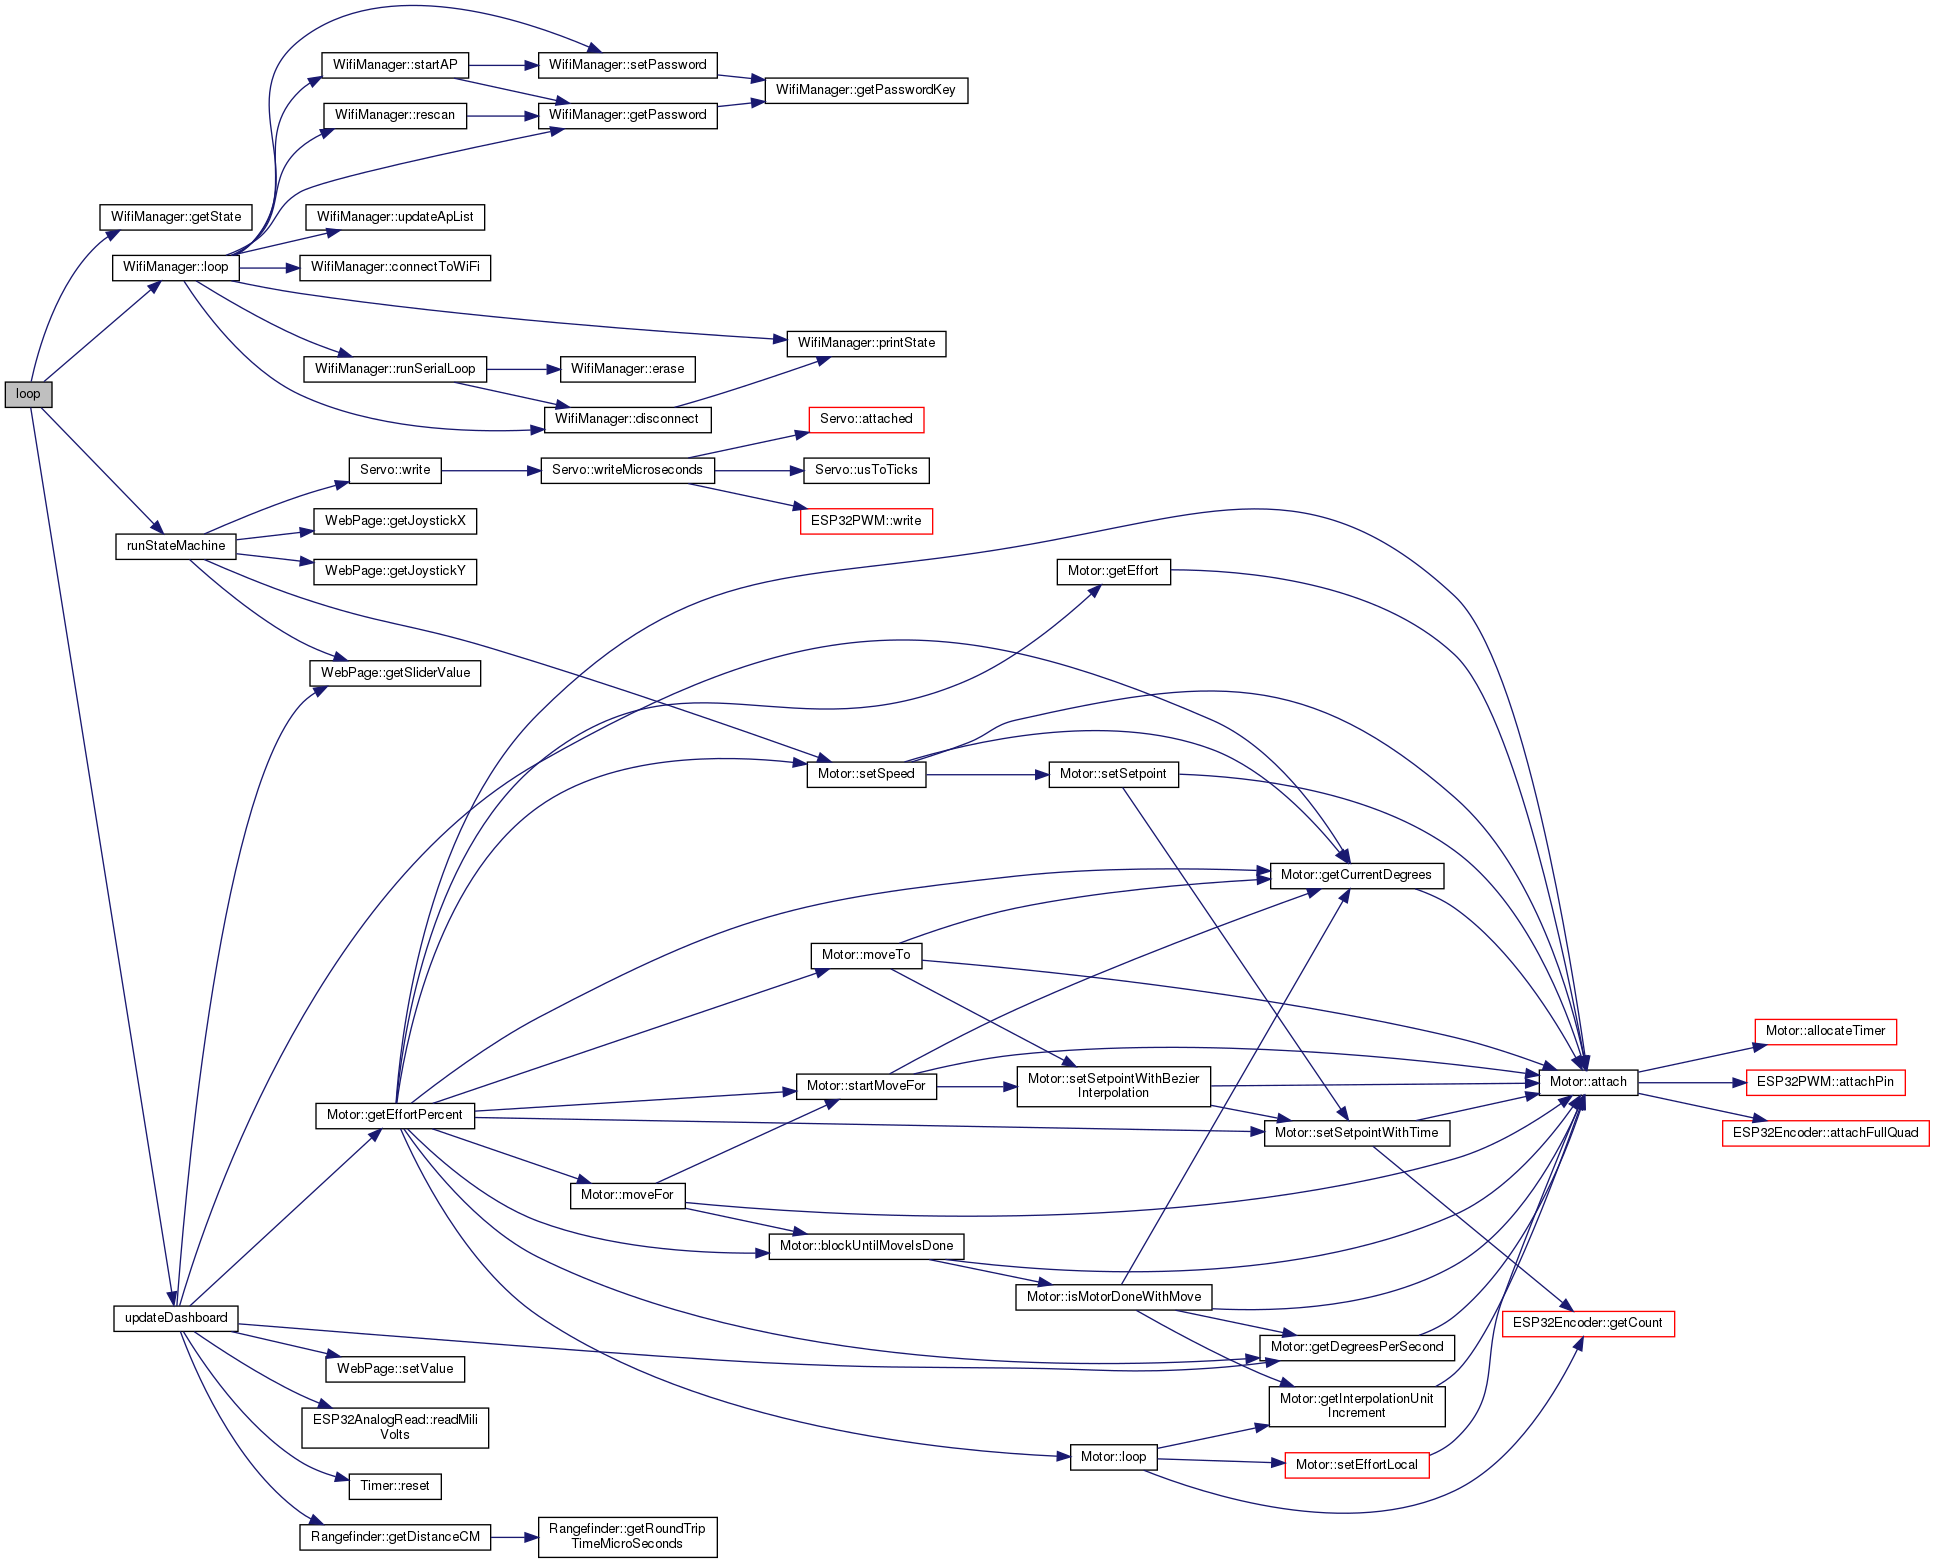 loop
WifiManager::getState
WifiManager::loop
runStateMachine
updateDashboard
WifiManager::startAP
WifiManager::rescan
WifiManager::updateApList
WifiManager::connectToWiFi
WifiManager::runSerialLoop
Servo::write
WebPage::getJoystickX
WebPage::getJoystickY
WebPage::getSliderValue
Motor::getEffortPercent
WebPage::setValue
ESP32AnalogRead::readMili
Volts
Timer::reset
Rangefinder::getDistanceCM
WifiManager::setPassword
WifiManager::getPassword
WifiManager::erase
WifiManager::disconnect
Servo::writeMicroseconds
Motor::moveFor
Rangefinder::getRoundTrip
TimeMicroSeconds
WifiManager::getPasswordKey
WifiManager::printState
Servo::attached
Servo::usToTicks
ESP32PWM::write
Motor::setSpeed
Motor::moveTo
Motor::startMoveFor
Motor::blockUntilMoveIsDone
Motor::getEffort
Motor::setSetpoint
Motor::setSetpointWithBezier
Interpolation
Motor::isMotorDoneWithMove
Motor::loop
Motor::getCurrentDegrees
Motor::setSetpointWithTime
Motor::getDegreesPerSecond
Motor::getInterpolationUnit
Increment
Motor::setEffortLocal
Motor::attach
ESP32Encoder::getCount
Motor::allocateTimer
ESP32PWM::attachPin
ESP32Encoder::attachFullQuad